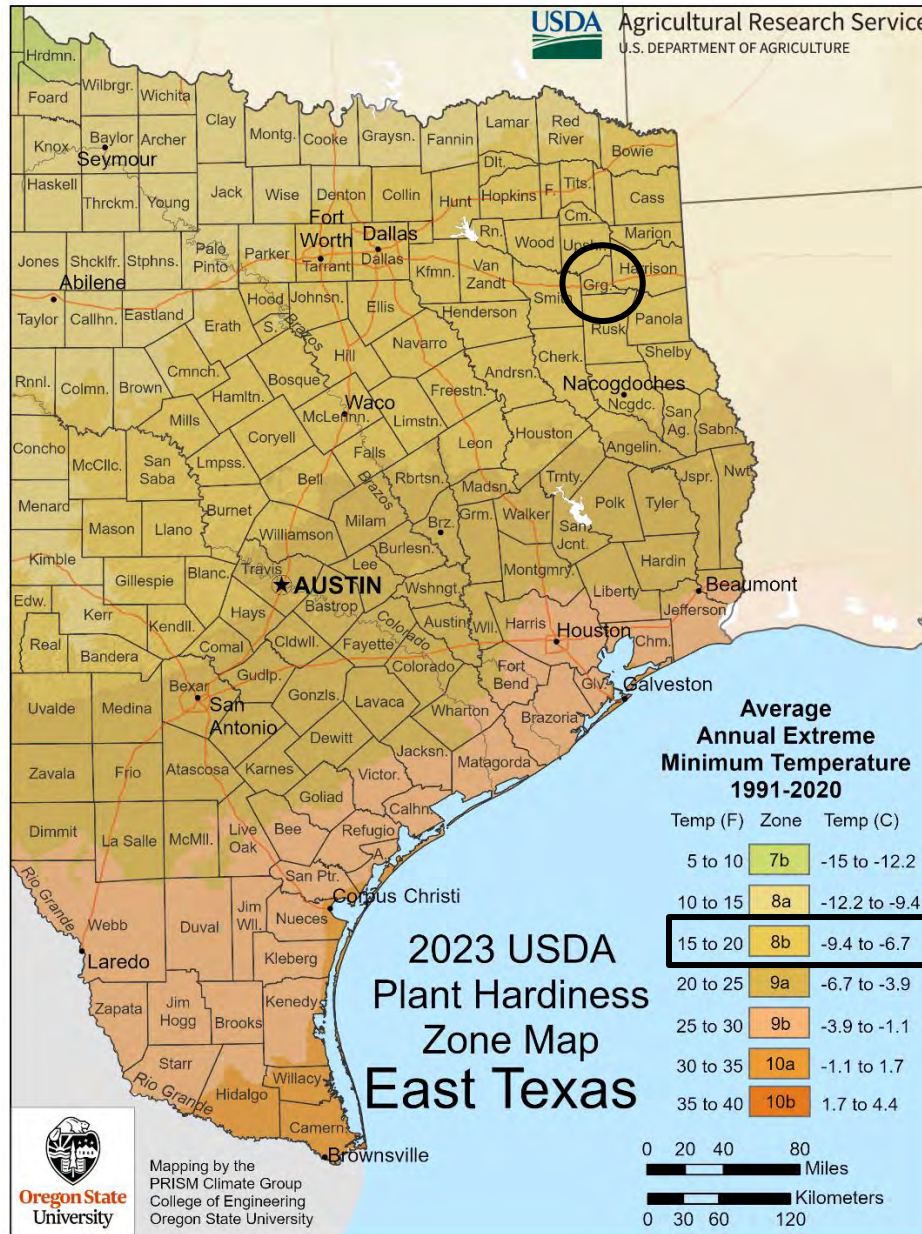 USDA
Agricultural Research Service
U.S. DEPARTMENT OF AGRICULTURE
Hrdmn.
Foard
Wilbrgr.
Wichita
Clay
Montg.
Cooke
Graysn.
Fannin
Lamar
Red
River
Bowie
Knox
Baylor
Archer
Seymour
Dlt.
Haskell
Thrckm.
Young
Jack
Wise
Denton
Collin
Hunt
Hopkins
F.
Tits.
Cass
Cm.
Marion
Jones
Shcklfr.
Stphns.
Palo
Pinto
Parker
Fort
Worth
Tarrant
Dallas
Dallas
Kfmn.
Rn.
Wood
Upshr.
Harrison
Van
Zandt
Grg.
Abilene
Taylor
Callhn.
Eastland
Hood
S.
Johnsn.
Ellis
Henderson
Smith
Rusk
Panola
Erath
Brazos
Hill
Navarro
Cherk.
Shelby
Rnnl.
Colmn.
Brown
Cmnch.
Bosque
Andrsn.
Nacogdoches
Ncgdc.
Hamltn.
Waco
McLenn.
Freestn.
San
Ag.
Sabn.
Mills
Limstn.
Houston
Angelin.
Concho
Coryell
Falls
Leon
McCllc.
San
Saba
Lmpss.
Bell
Rbrtsn.
Trnty.
Nwt.
Jspr.
Menard
Brazos
Madsn.
Polk
Tyler
Mason
Llano
Burnet
Milam
Brz.
Grm.
Walker
San
Jcnt.
Williamson
Burlesn.
Kimble
Lee
Montgmry.
Hardin
Gillespie
Blanc.
Travis
AUSTIN
Wshngt.
Beaumont
Edw.
Bastrop
Liberty
Jefferson
Kerr
Hays
Colorado
Austin
Wll.
Harris
Kendll.
Real
Comal
Cldwll.
Fayette
Houston
Chm.
Bandera
Gudlp.
Colorado
Fort
Bend
Bexar
Glv.
Galveston
Uvalde
Medina
San
Antonio
Gonzls.
Lavaca
Wharton
Brazoria
Dewitt
Jacksn.
Matagorda
Zavala
Frio
Atascosa
Karnes
Victor.
Goliad
Calhn.
Dimmit
La Salle
McMll.
Live
Oak
Bee
Refugio
A.
San Ptr.
Rio Grande
Corpus Christi
Webb
Duval
Jim
Wll.
Nueces
Kleberg
Laredo
Zapata
Jim
Hogg
Brooks
Kenedy
Starr
Rio Grande
Willacy
Hidalgo
Camern.
Brownsville
Average
Annual Extreme
Minimum Temperature
1991-2020
Temp (F) Zone Temp (C)
5 to 10 7b -15 to -12.2
10 to 15 8a -12.2 to -9.4
15 to 20 8b -9.4 to -6.7
20 to 25 9a -6.7 to -3.9
25 to 30 9b -3.9 to -1.1
30 to 35 10a -1.1 to 1.7
35 to 40 10b 1.7 to 4.4
2023 USDA
Plant Hardiness
Zone Map
East Texas
Oregon State
University
Mapping by the
PRISM Climate Group
College of Engineering
Oregon State University
0 20 40 80
Miles
Kilometers
0 30 60 120